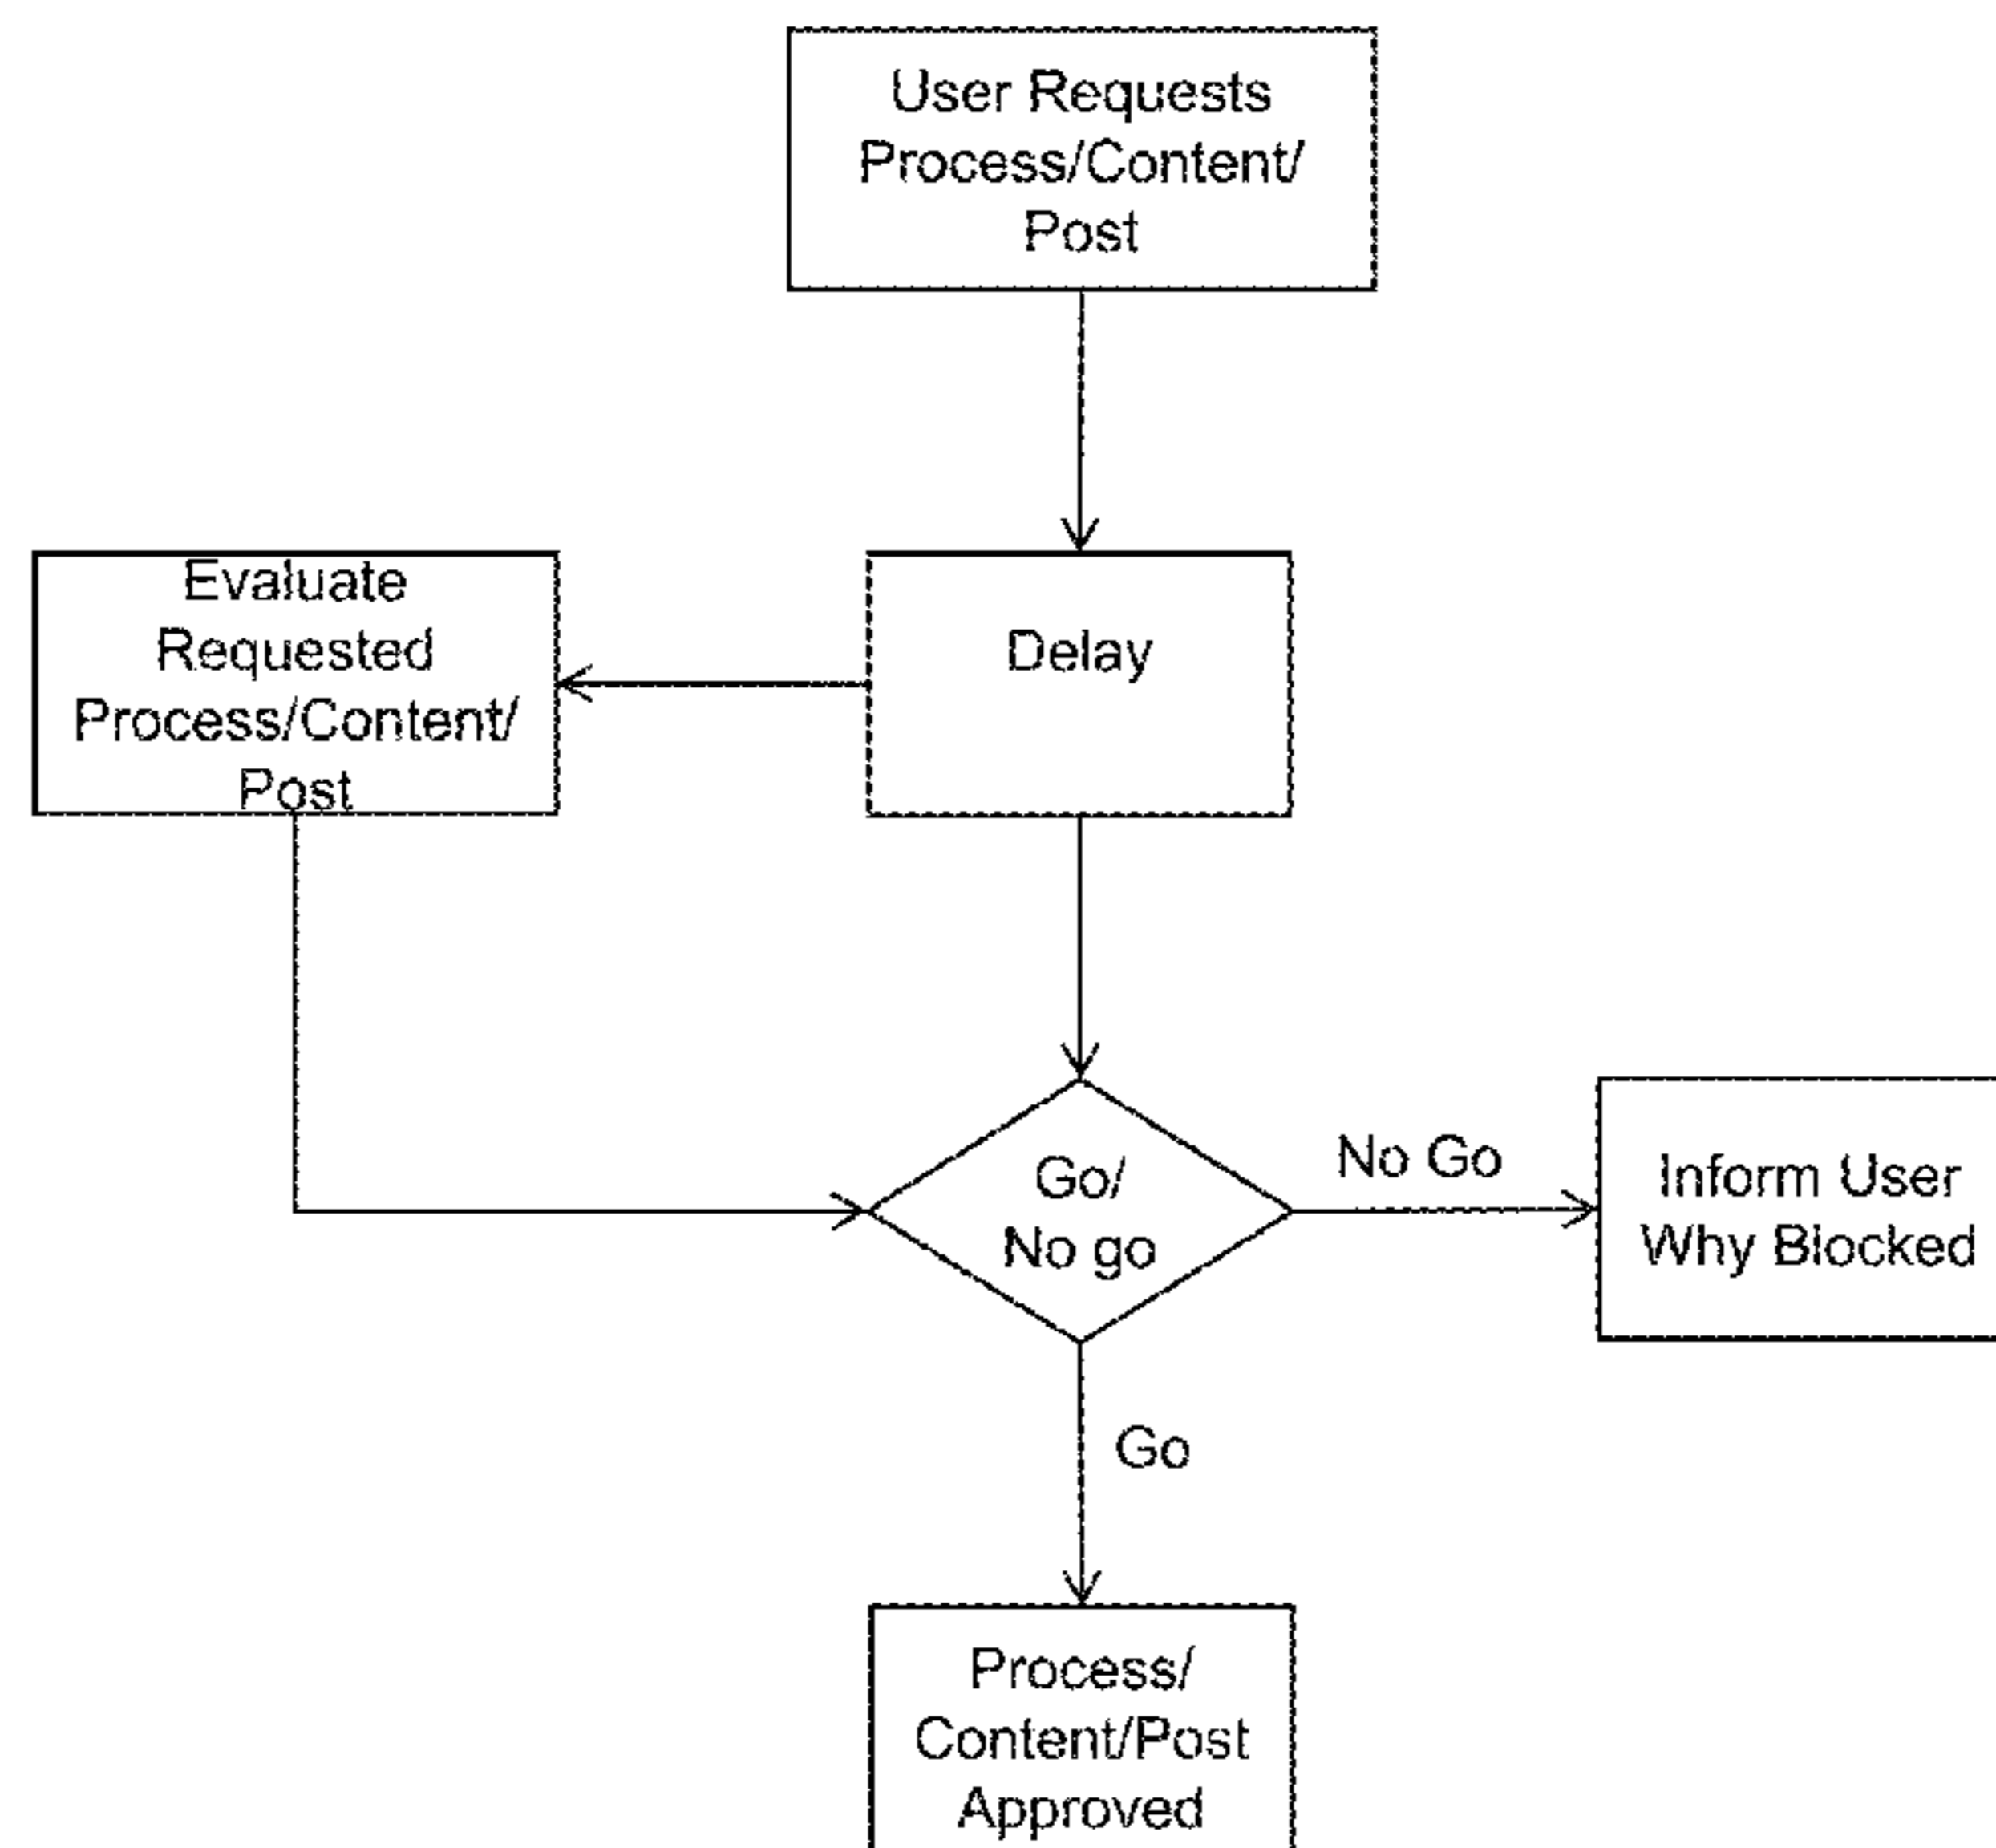 User Requests
Process/Content/
Post
Evaluate
Requested
Process/Content/
Post
Delay
Go/
No go
No Go
Inform User
Why Blocked
Go
Process/
Content/Post
Approved